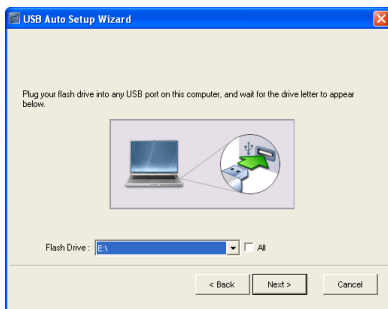 USB Auto Setup Wizard
Plug your flash drive into any USB port on this computer, and wait for the drive letter to appear
below.
Flash Drive : E:\ All
< Back Next > Cancel